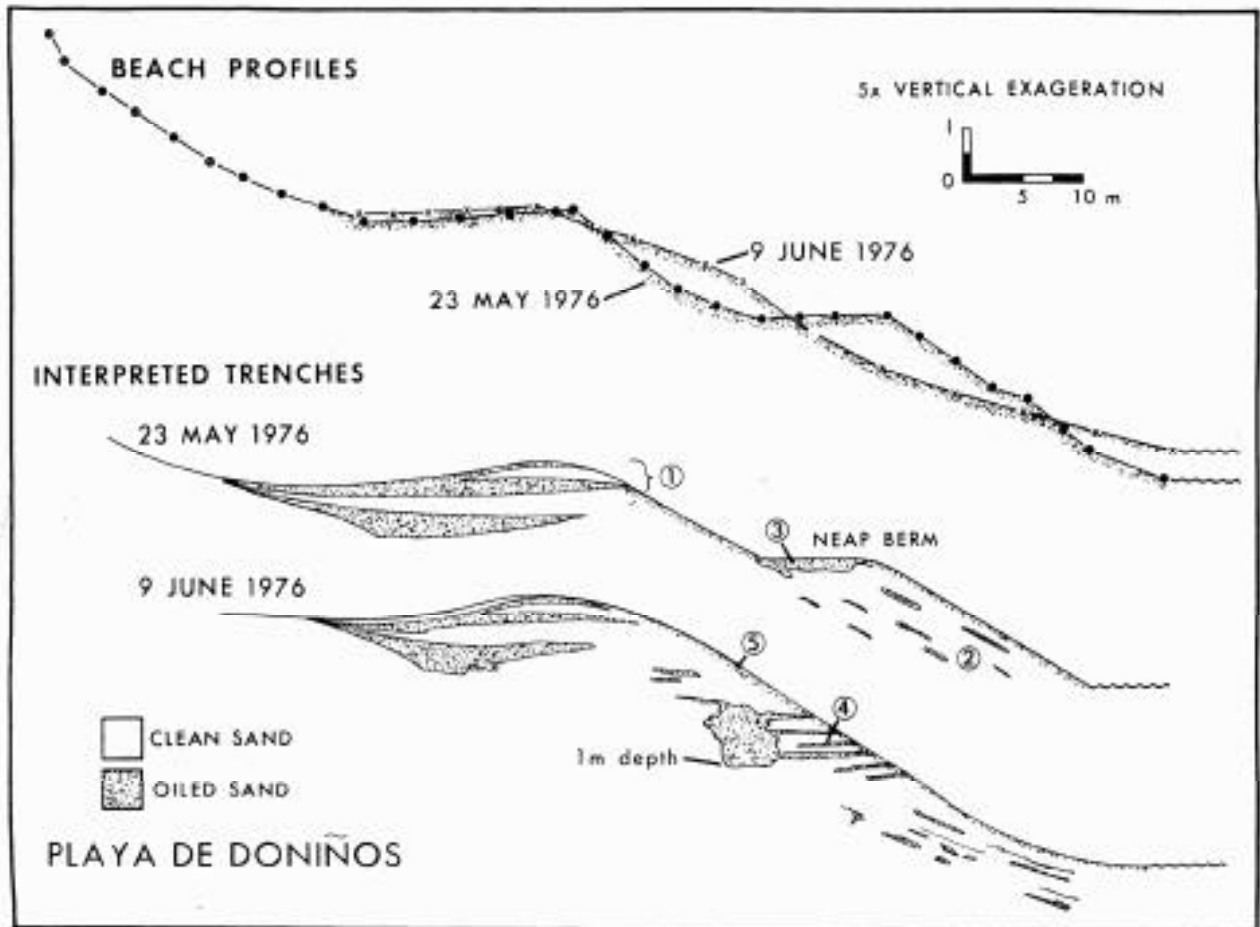 BEACH PROFILES
5x VERTICAL EXAGERATION
1
0
5
10 m
9 JUNE 1976
23 MAY 1976
INTERPRETED TRENCHES
23 MAY 1976
①
③
NEAP BERM
②
9 JUNE 1976
⑤
④
1m depth
CLEAN SAND
OILED SAND
PLAYA DE DONIÑOS